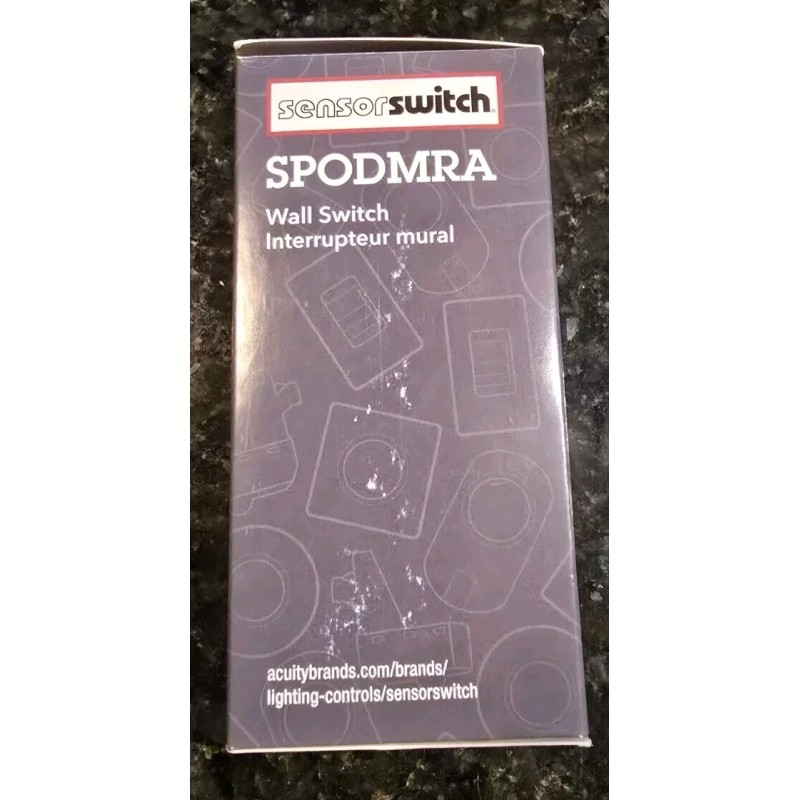 sensorswitch®
SPODMRA
Wall Switch
Interrupteur mural
acuitybrands.com/brands/
lighting-controls/sensorswitch